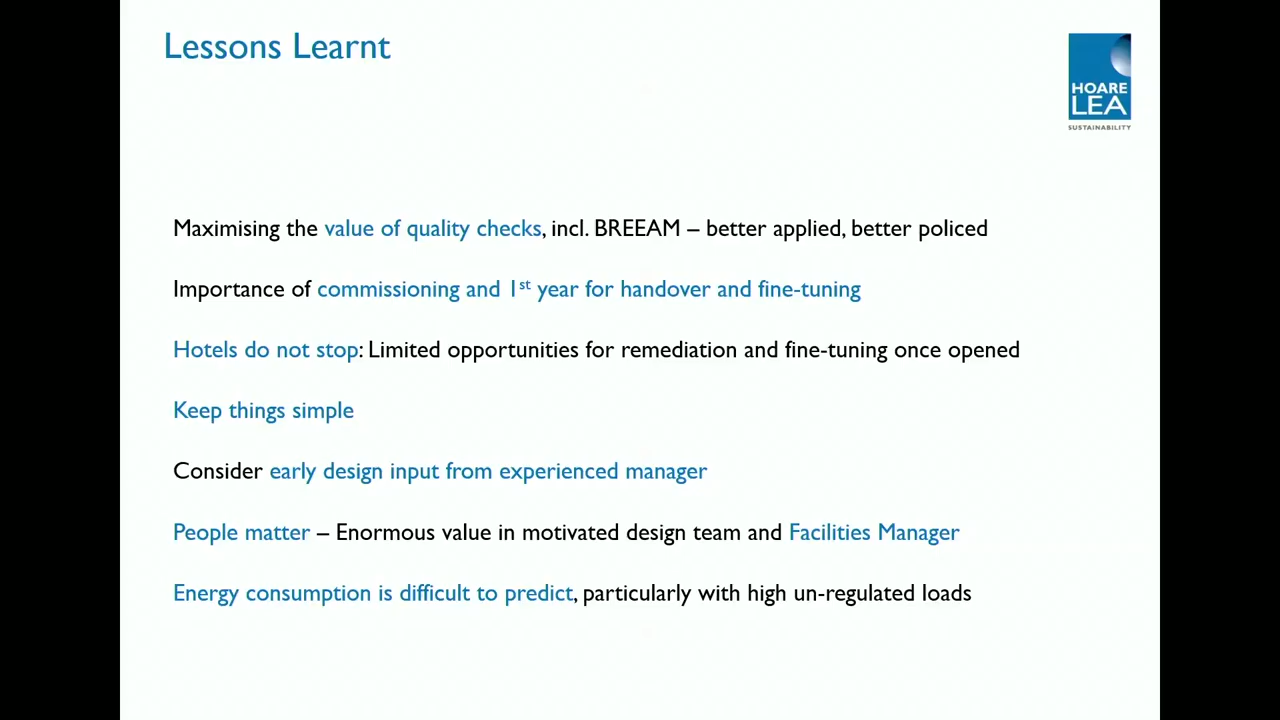 Lessons Learnt
HOARE
LEA
SUSTAINABILITY
Maximising the value of quality checks, incl. BREEAM – better applied, better policed
Importance of commissioning and 1st year for handover and fine-tuning
Hotels do not stop: Limited opportunities for remediation and fine-tuning once opened
Keep things simple
Consider early design input from experienced manager
People matter – Enormous value in motivated design team and Facilities Manager
Energy consumption is difficult to predict, particularly with high un-regulated loads